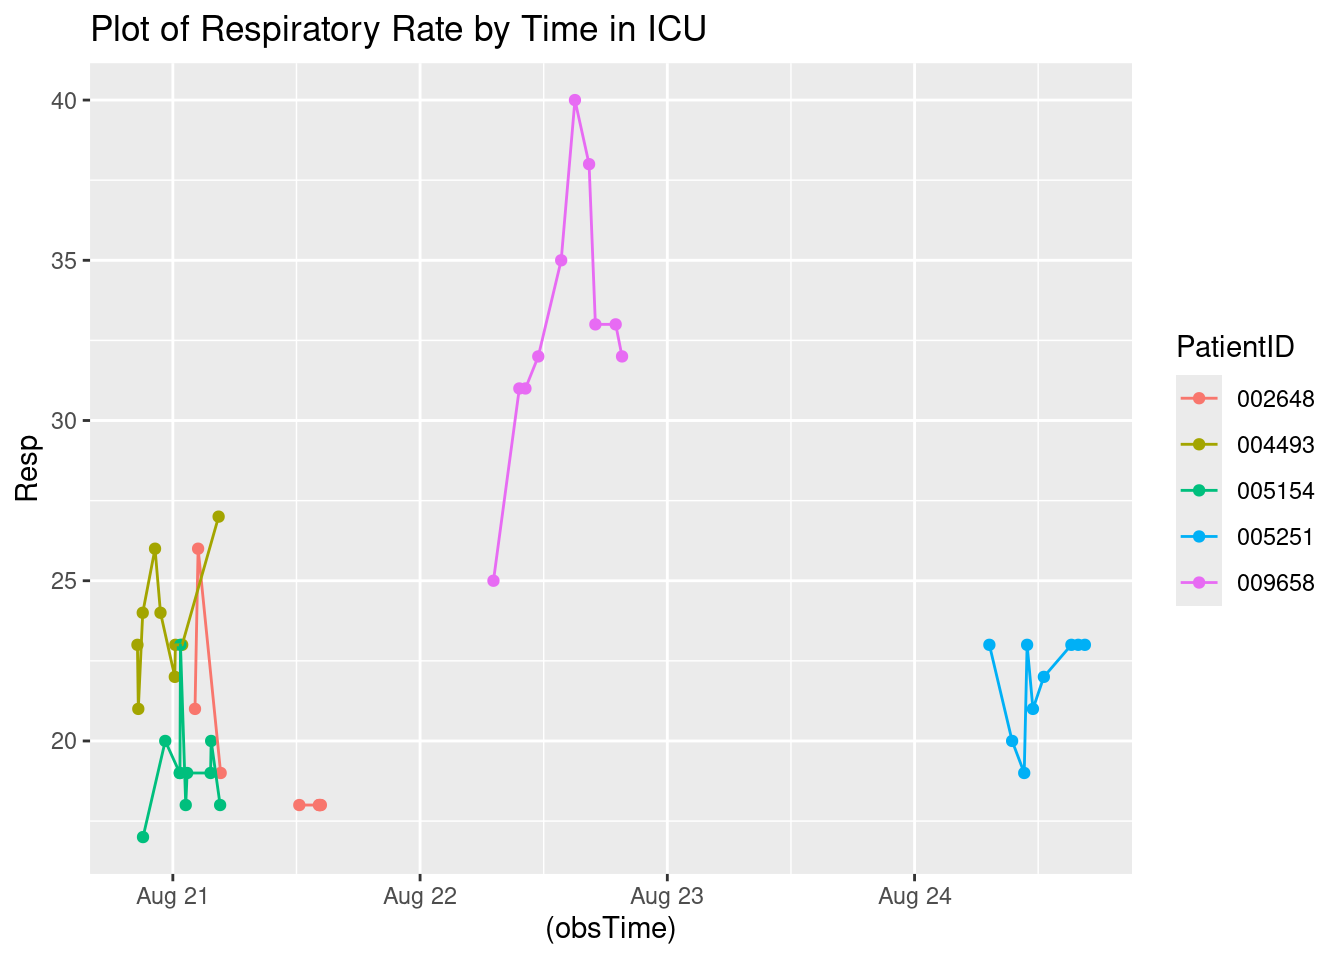 Plot of Respiratory Rate by Time in ICU
40
35
30
25
20
Resp
Aug 21
Aug 22
Aug 23
Aug 24
(obsTime)
PatientID
002648
004493
005154
005251
009658